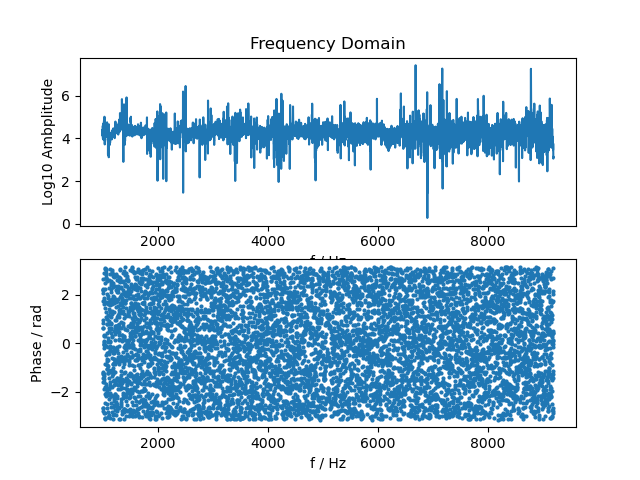 Frequency Domain
Log10 Ambplitude
6
4
2
0
2000 4000 6000 8000
f / Hz
Phase / rad
2
0
−2
2000 4000 6000 8000
f / Hz